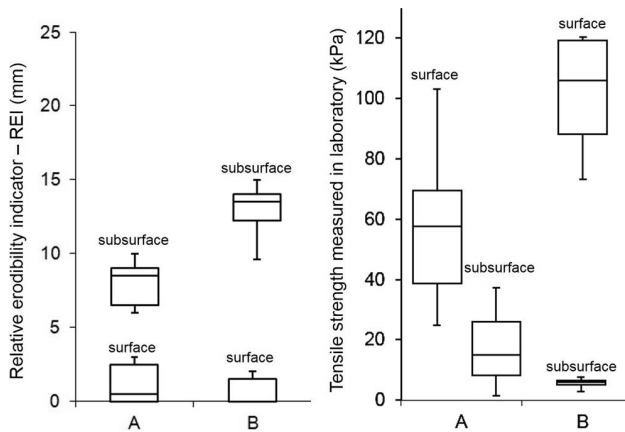 Relative erodibility indicator – REI (mm)
25
20
15
10
5
0
subsurface
subsurface
surface
surface
A
B
Tensile strength measured in laboratory (kPa)
120
100
80
60
40
20
0
surface
surface
subsurface
subsurface
A
B